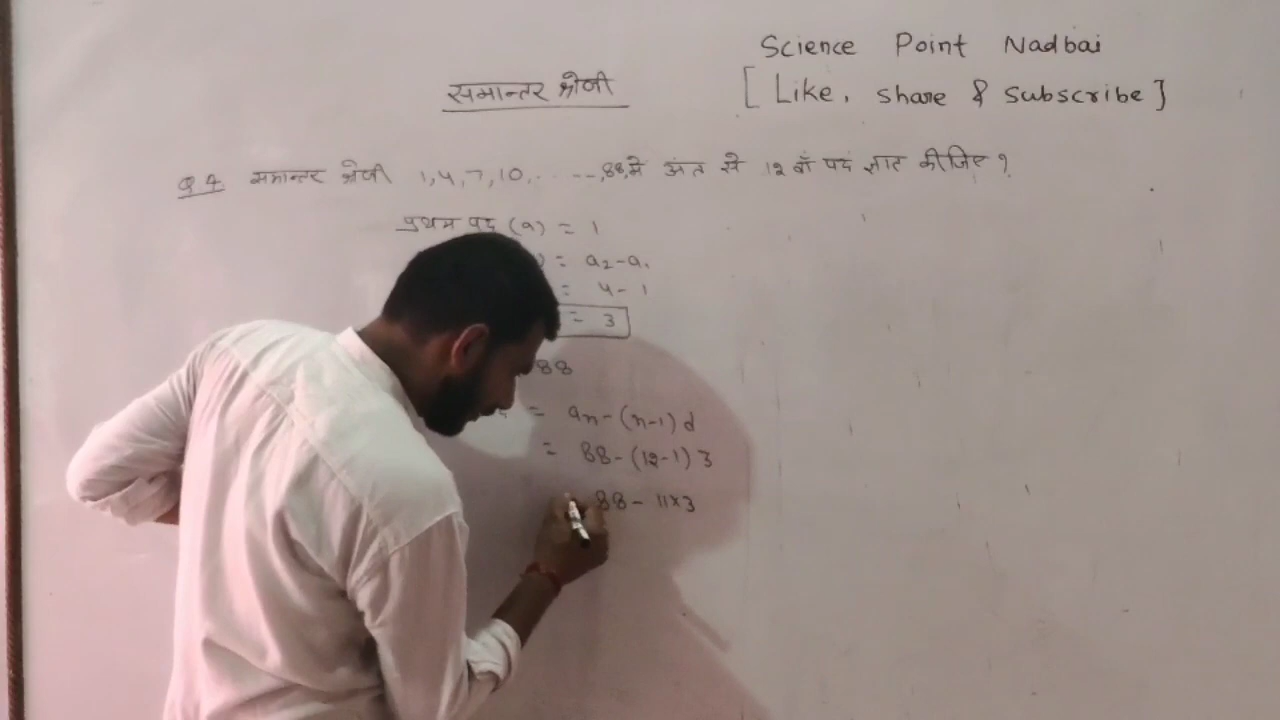 Science Point Nadbai
समान्तर श्रेणी
[ Like, share & subscribe ]
Q 4. समान्तर श्रेणी 1,4,7,10,.....--,88 में अंत से 12 वाँ पद ज्ञात कीजिए ?
प्रथम पद (a) = 1
= a₂-a₁
= 4-1
= 3
88
= aₙ-(n-1)d
= 88-(12-1)3
88-11×3